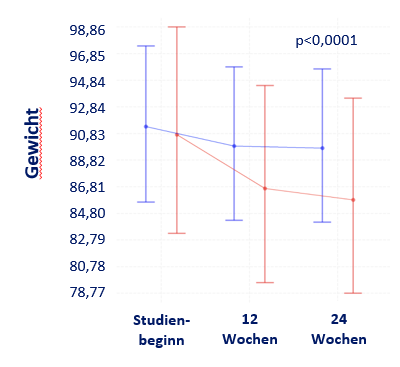 98,86
p<0,0001
96,85
94,84
92,84
90,83
88,82
86,81
84,80
82,79
80,78
78,77
Gewicht
Studien-
beginn
12
Wochen
24
Wochen